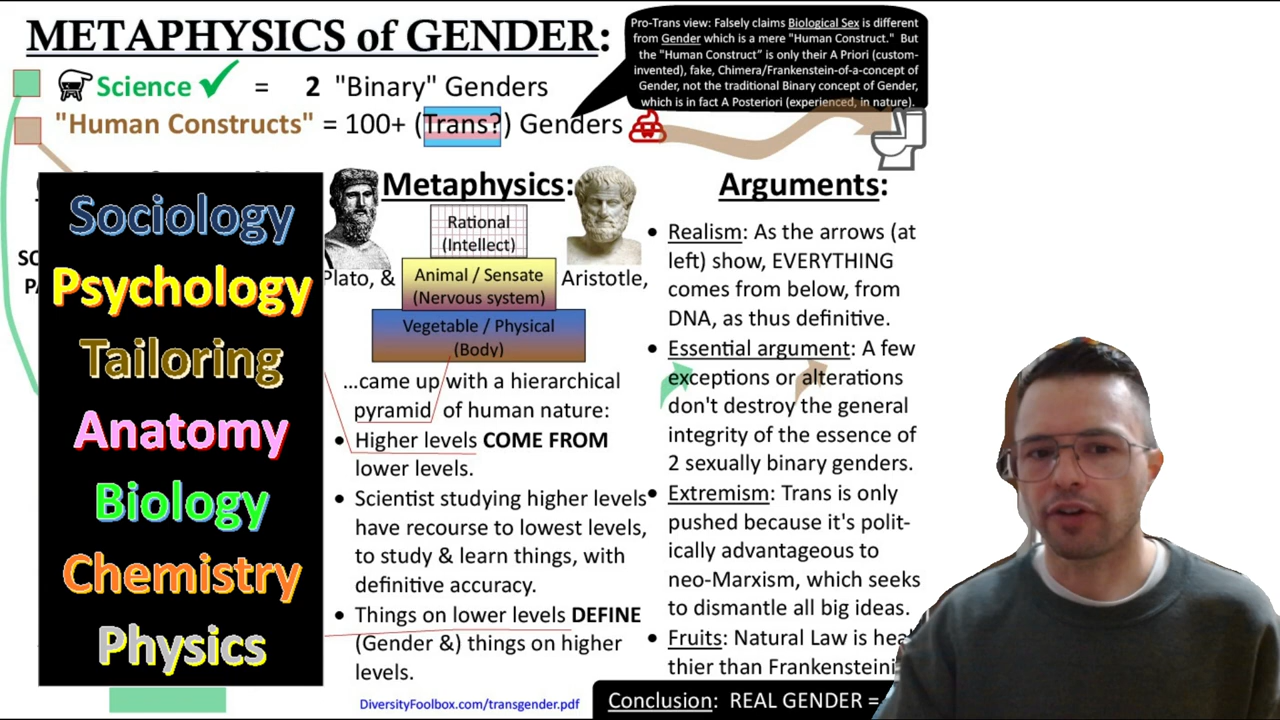 METAPHYSICS of GENDER:
Science = 2 "Binary" Genders
"Human Constructs" = 100+ (Trans?) Genders
Pro-Trans view: Falsely claims Biological Sex is different
from Gender which is a mere "Human Construct." But
the "Human Construct" is only their A Priori (custom-
invented), fake, Chimera/Frankenstein-of-a-concept of
Gender, not the traditional Binary concept of Gender,
which is in fact A Posteriori (experienced, in nature).
Sociology
Psychology
Tailoring
Anatomy
Biology
Chemistry
Physics
Metaphysics:
Rational
(Intellect)
Plato, &
Animal / Sensate
(Nervous system)
Aristotle,
Vegetable / Physical
(Body)
...came up with a hierarchical
pyramid of human nature:
• Higher levels COME FROM
lower levels.
• Scientist studying higher levels
have recourse to lowest levels,
to study & learn things, with
definitive accuracy.
• Things on lower levels DEFINE
(Gender &) things on higher
levels.
DiversityFoolbox.com/transgender.pdf
Arguments:
• Realism: As the arrows (at
left) show, EVERYTHING
comes from below, from
DNA, as thus definitive.
• Essential argument: A few
exceptions or alterations
don't destroy the general
integrity of the essence of
2 sexually binary genders.
• Extremism: Trans is only
pushed because it's polit-
ically advantageous to
neo-Marxism, which seeks
to dismantle all big ideas.
• Fruits: Natural Law is hea
thier than Frankensteini
Conclusion: REAL GENDER =